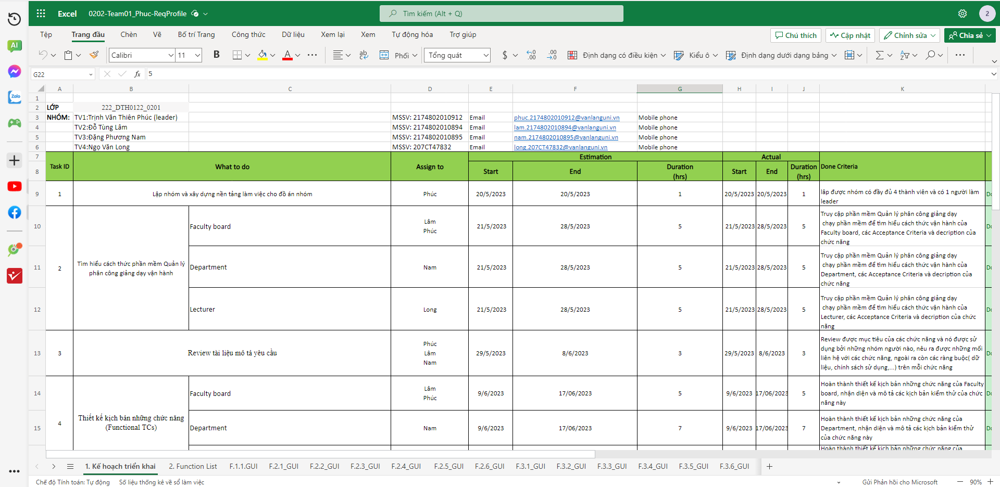 Excel 0202-Team01_Phuc-ReqProfile Tìm kiếm (Alt + Q) 2
Tệp Trang đầu Chèn Vẽ Bố trí Trang Công thức Dữ liệu Xem lại Xem Tự động hóa Trợ giúp Chú thích Cập nhật Chỉnh sửa Chia sẻ
Calibri 11 B A Phối Tổng quát $ Định dạng có điều kiện Kiểu ô Định dạng dưới dạng bảng
G22 fx 5
A B C D E F G H I J K
1
2 LỚP 222_DTH0122_0201
3 NHÓM: TV1:Trịnh Văn Thiên Phúc (leader) MSSV: 2174802010912 Email phuc.2174802010912@vanlanguni.vn Mobile phone
4 TV2:Đỗ Tùng Lâm MSSV: 2174802010894 Email lam.2174802010894@vanlanguni.vn Mobile phone
5 TV3:Đặng Phương Nam MSSV: 2174802010895 Email nam.2174802010895@vanlanguni.vn Mobile phone
6 TV4:Ngọ Văn Long MSSV: 207CT47832 Email long.207CT47832@vanlanguni.vn Mobile phone
7 Estimation Actual
8 Task ID What to do Assign to Start End Duration (hrs) Start End Duration (hrs) Done Criteria
9 1 Lập nhóm và xây dựng nền tảng làm việc cho đồ án nhóm Phúc 20/5/2023 20/5/2023 1 20/5/2023 20/5/2023 1
lâp được nhóm có đầy đủ 4 thành viên và có 1 người làm
leader
10 Faculty board Lâm Phúc 21/5/2023 28/5/2023 5 21/5/2023 28/5/2023 5
Truy cập phần mềm Quản lý phân công giảng dạy
chạy phần mềm để tìm hiểu cách thức vận hành của
Faculty board, các Acceptance Criteria và decription của
chức năng
2 Tìm hiểu cách thức phần mềm Quản lý
phân công giảng dạy vận hành
11 Department Nam 21/5/2023 28/5/2023 5 21/5/2023 28/5/2023 5
Truy cập phần mềm Quản lý phân công giảng dạy
chạy phần mềm để tìm hiểu cách thức vận hành của
Department, các Acceptance Criteria và decription của
chức năng
12 Lecturer Long 21/5/2023 28/5/2023 5 21/5/2023 28/5/2023 5
Truy cập phần mềm Quản lý phân công giảng dạy
chạy phần mềm để tìm hiểu cách thức vận hành của
Lecturer, các Acceptance Criteria và decription của chức
năng
13 3 Review tài liệu mô tả yêu cầu Phúc Lâm Nam 29/5/2023 8/6/2023 3 29/5/2023 8/6/2023 3
Review được mục tiêu của các chức năng và nó được sử
dụng bởi những nhóm người nào, nêu ra được những mối
liên hệ với các chức năng, ngoài ra còn các ràng buộc( dữ
liệu, chính sách sử dụng,...) trên mỗi chức năng
14 Faculty board Lâm Phúc 9/6/2023 17/06/2023 5 9/6/2023 17/06/2023 5
Hoàn thành thiết kế kịch bản những chức năng của Faculty
board, nhận diện và mô tả các kịch bản kiểm thử của chức
năng này
4 Thiết kế kịch bản những chức năng
(Functional TCs)
15 Department Nam 9/6/2023 17/06/2023 7 9/6/2023 17/06/2023 7
Hoàn thành thiết kế kịch bản những chức năng của
Department, nhận diện và mô tả các kịch bản kiểm thử
của chức năng này
Hoàn thành thiết kế kịch bản những chức năng của
1. Kế hoạch triển khai 2. Function List F.1.1.GUI F.2.1_GUI F.2.2_GUI F.2.3_GUI F.2.4_GUI F.2.5_GUI F.2.6_GUI F.3.1_GUI F.3.2_GUI F.3.3_GUI F.3.4_GUI F.3.5_GUI F.3.6_GUI
Chế độ Tính toán: Tự động Số liệu thống kê về sổ làm việc Gửi Phản hồi cho Microsoft 90%
AI
Zalo